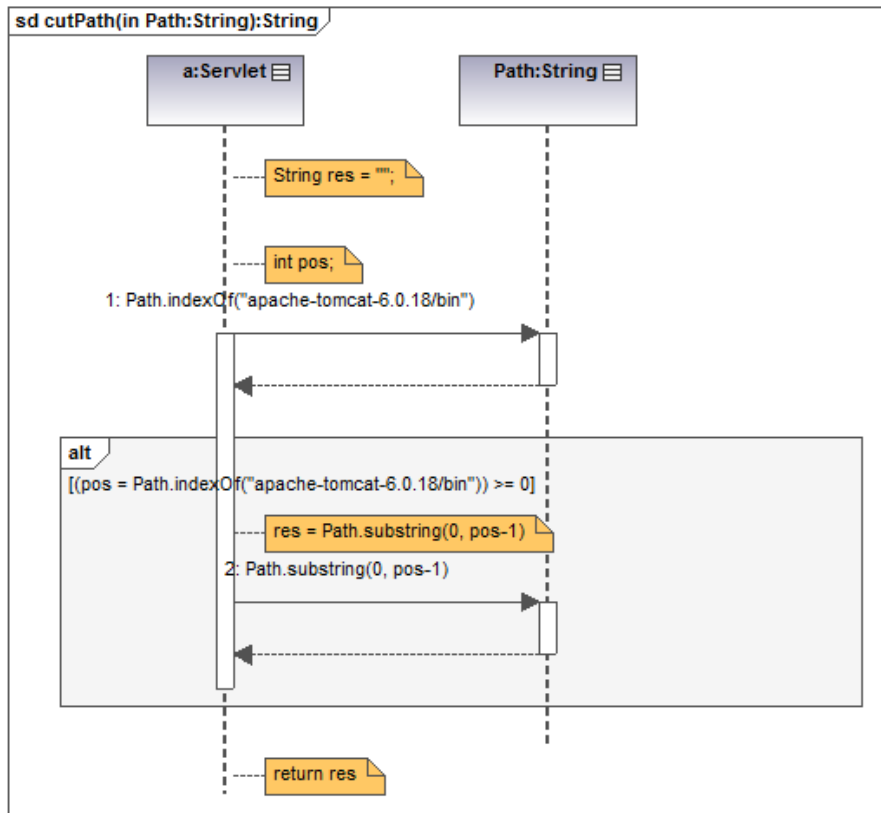 sd cutPath(in Path:String):String
a:Servlet
Path:String
String res = "";
int pos;
1: Path.indexOf("apache-tomcat-6.0.18/bin")
alt
[(pos = Path.indexOf("apache-tomcat-6.0.18/bin")) >= 0]
res = Path.substring(0, pos-1)
2: Path.substring(0, pos-1)
return res